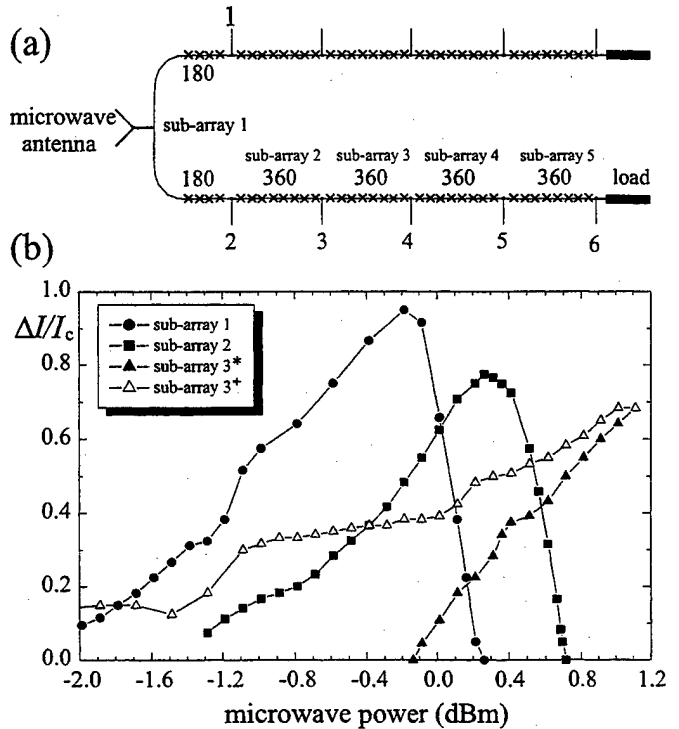 (a)
1
180
microwave
antenna
sub-array 1
sub-array 2 sub-array 3 sub-array 4 sub-array 5
180 360 360 360 360 load
2 3 4 5 6
(b)
ΔI/Ic
1.0
0.8
0.6
0.4
0.2
0.0
sub-array 1
sub-array 2
sub-array 3*
sub-array 3+
-2.0 -1.6 -1.2 -0.8 -0.4 0.0 0.4 0.8 1.2
microwave power (dBm)